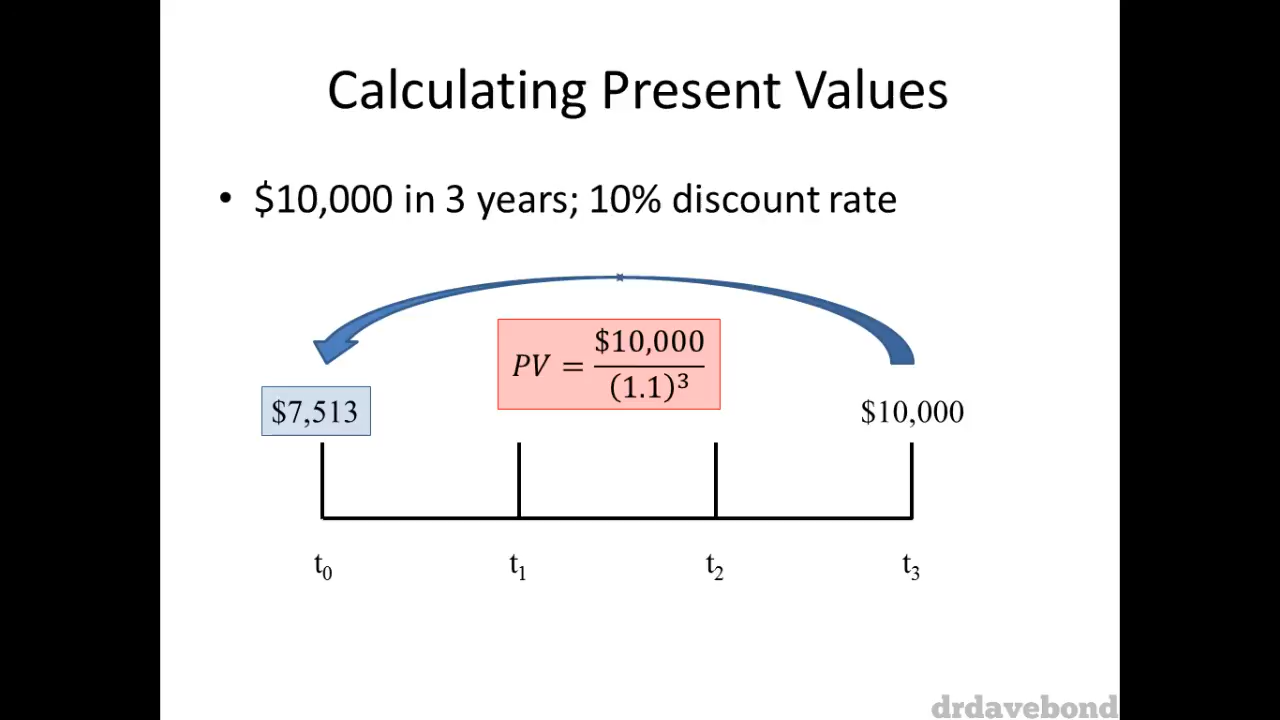 Calculating Present Values
• $10,000 in 3 years; 10% discount rate
PV = $10,000 / (1.1)³
$7,513
$10,000
t₀ t₁ t₂ t₃
drdavebond